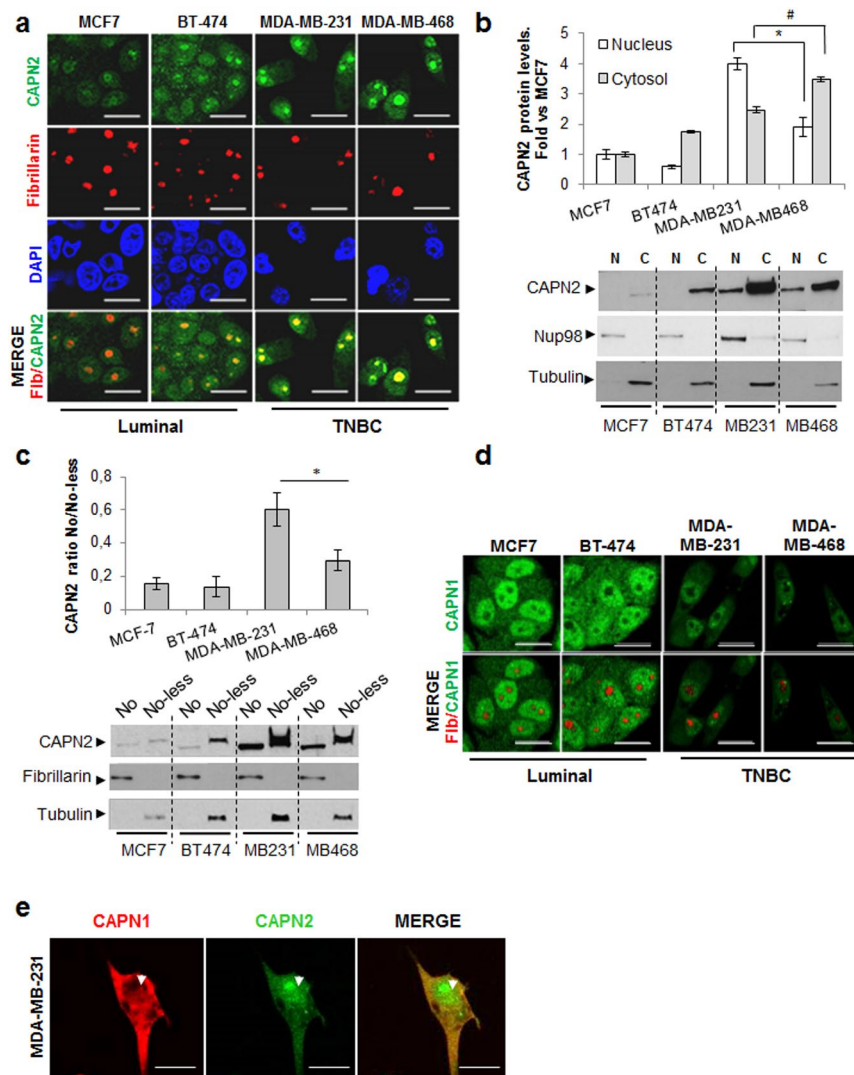 a
MCF7 BT-474 MDA-MB-231 MDA-MB-468
CAPN2
Fibrillarin
DAPI
MERGE
Fib/CAPN2
Luminal TNBC
b
CAPN2 protein levels.
Fold vs MCF7
Nucleus
Cytosol
* #
5
4
3
2
1
0
MCF7 BT474 MDA-MB231 MDA-MB468
N C N C N C N C
CAPN2
Nup98
Tubulin
MCF7 BT474 MB231 MB468
c
CAPN2 ratio No/No-less
*
0,8
0,6
0,4
0,2
0
MCF-7 BT-474 MDA-MB-231 MDA-MB-468
No No-less No No-less No No-less No No-less
CAPN2
Fibrillarin
Tubulin
MCF7 BT474 MB231 MB468
d
MCF7 BT-474 MDA-MB-231 MDA-MB-468
CAPN1
MERGE
Fib/CAPN1
Luminal TNBC
e
CAPN1 CAPN2 MERGE
MDA-MB-231